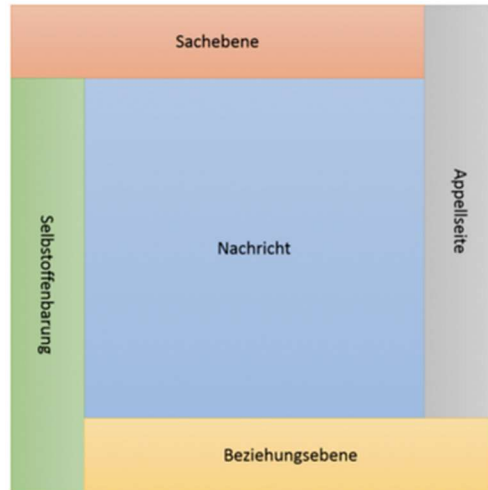 Sachebene
Selbstoffenbarung
Nachricht
Appellseite
Beziehungsebene